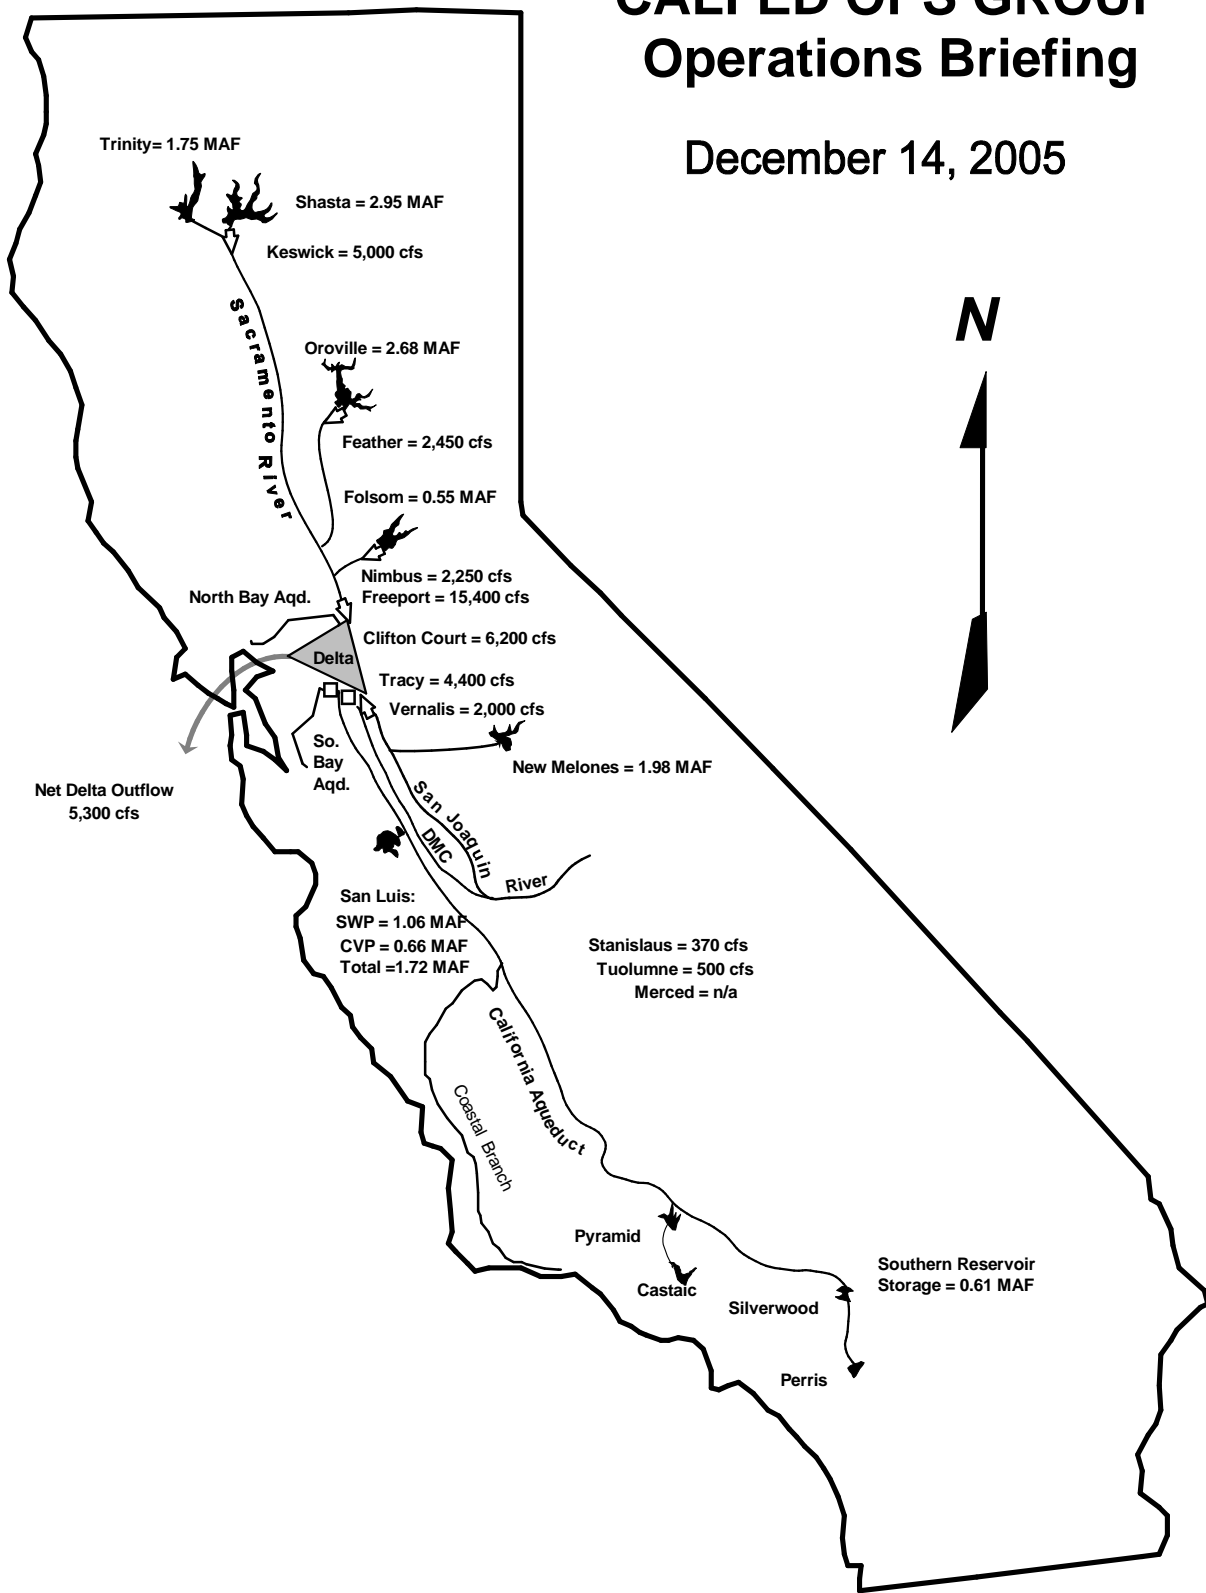 CALFED OPS GROUP
Operations Briefing
December 14, 2005
Trinity= 1.75 MAF
Shasta = 2.95 MAF
Keswick = 5,000 cfs
N
Sacramento River
Oroville = 2.68 MAF
Feather = 2,450 cfs
Folsom = 0.55 MAF
Nimbus = 2,250 cfs
North Bay Aqd.
Freeport = 15,400 cfs
Clifton Court = 6,200 cfs
Delta
Tracy = 4,400 cfs
Vernalis = 2,000 cfs
So.
Bay
Aqd.
New Melones = 1.98 MAF
Net Delta Outflow
5,300 cfs
San Joaquin
River
DMC
San Luis:
SWP = 1.06 MAF
CVP = 0.66 MAF
Total =1.72 MAF
Stanislaus = 370 cfs
Tuolumne = 500 cfs
Merced = n/a
California Aqueduct
Coastal Branch
Pyramid
Castaic
Silverwood
Southern Reservoir
Storage = 0.61 MAF
Perris